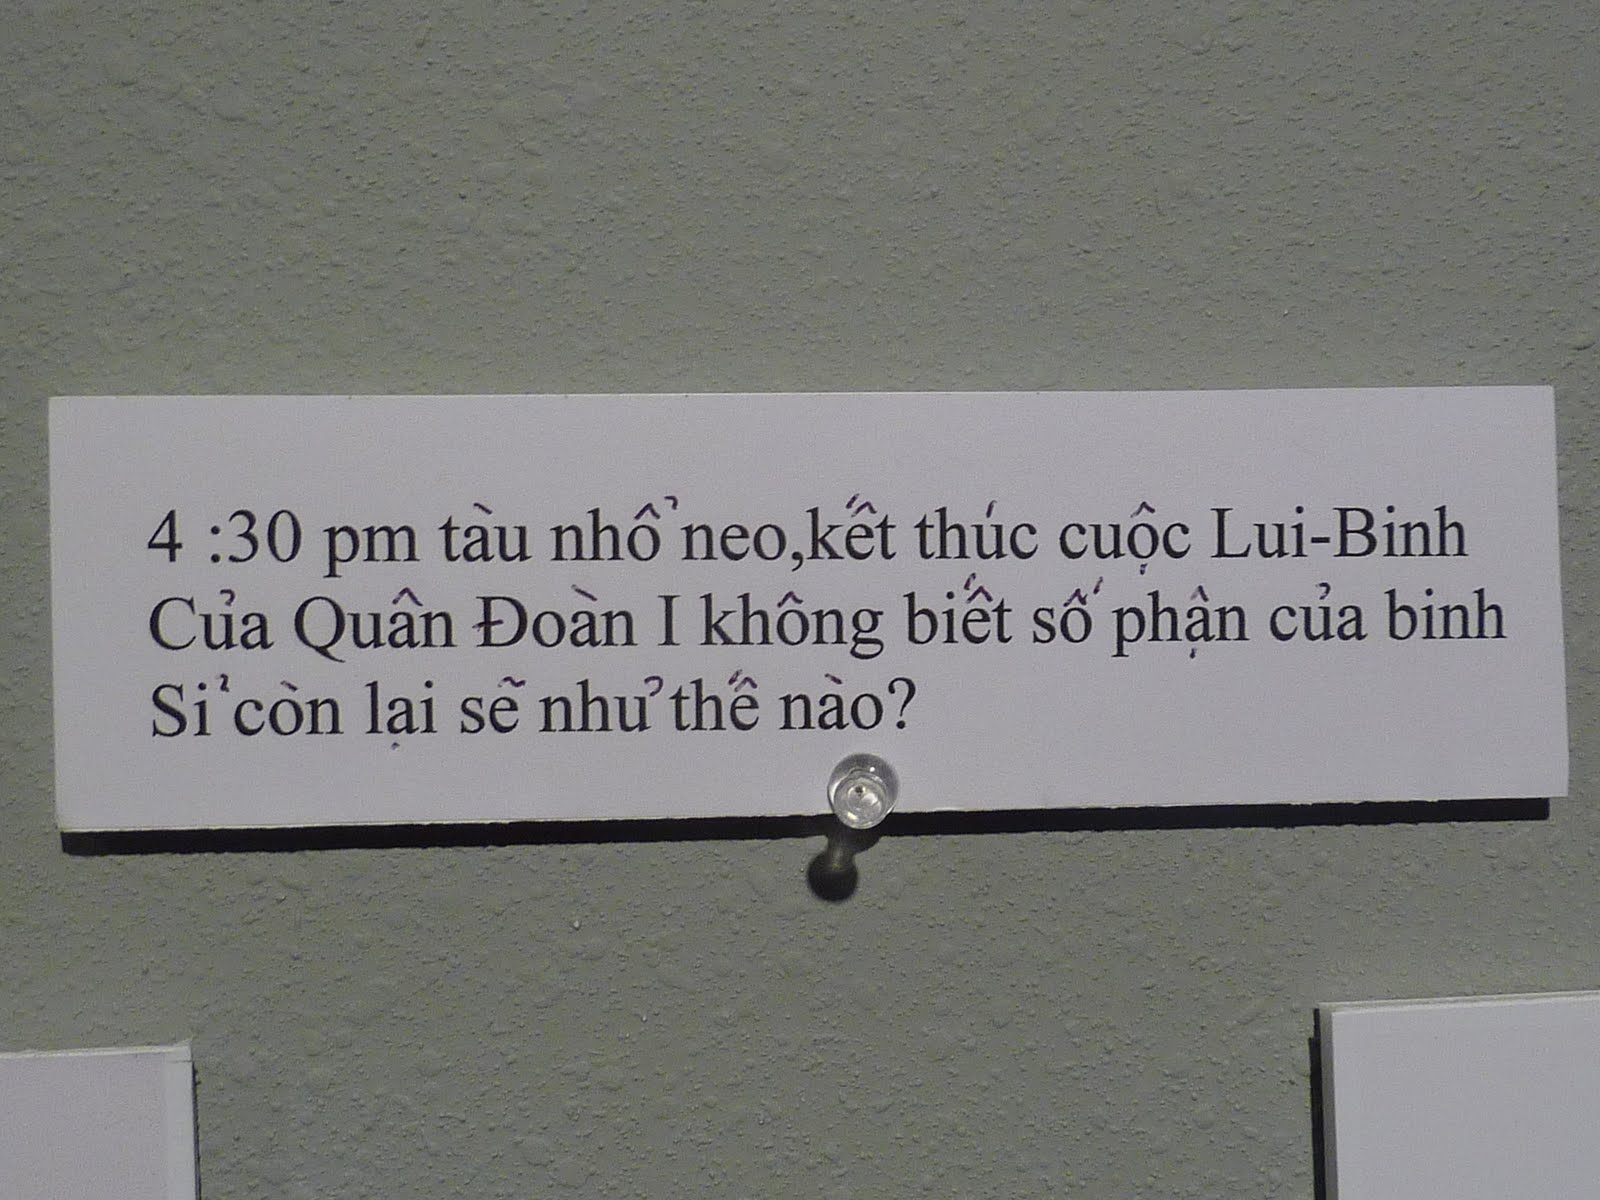 4 :30 pm tàu nhổ neo,kết thúc cuộc Lui-Binh
Của Quân Đoàn I không biết số phận của binh
Sỉ còn lại sẽ như thế nào?